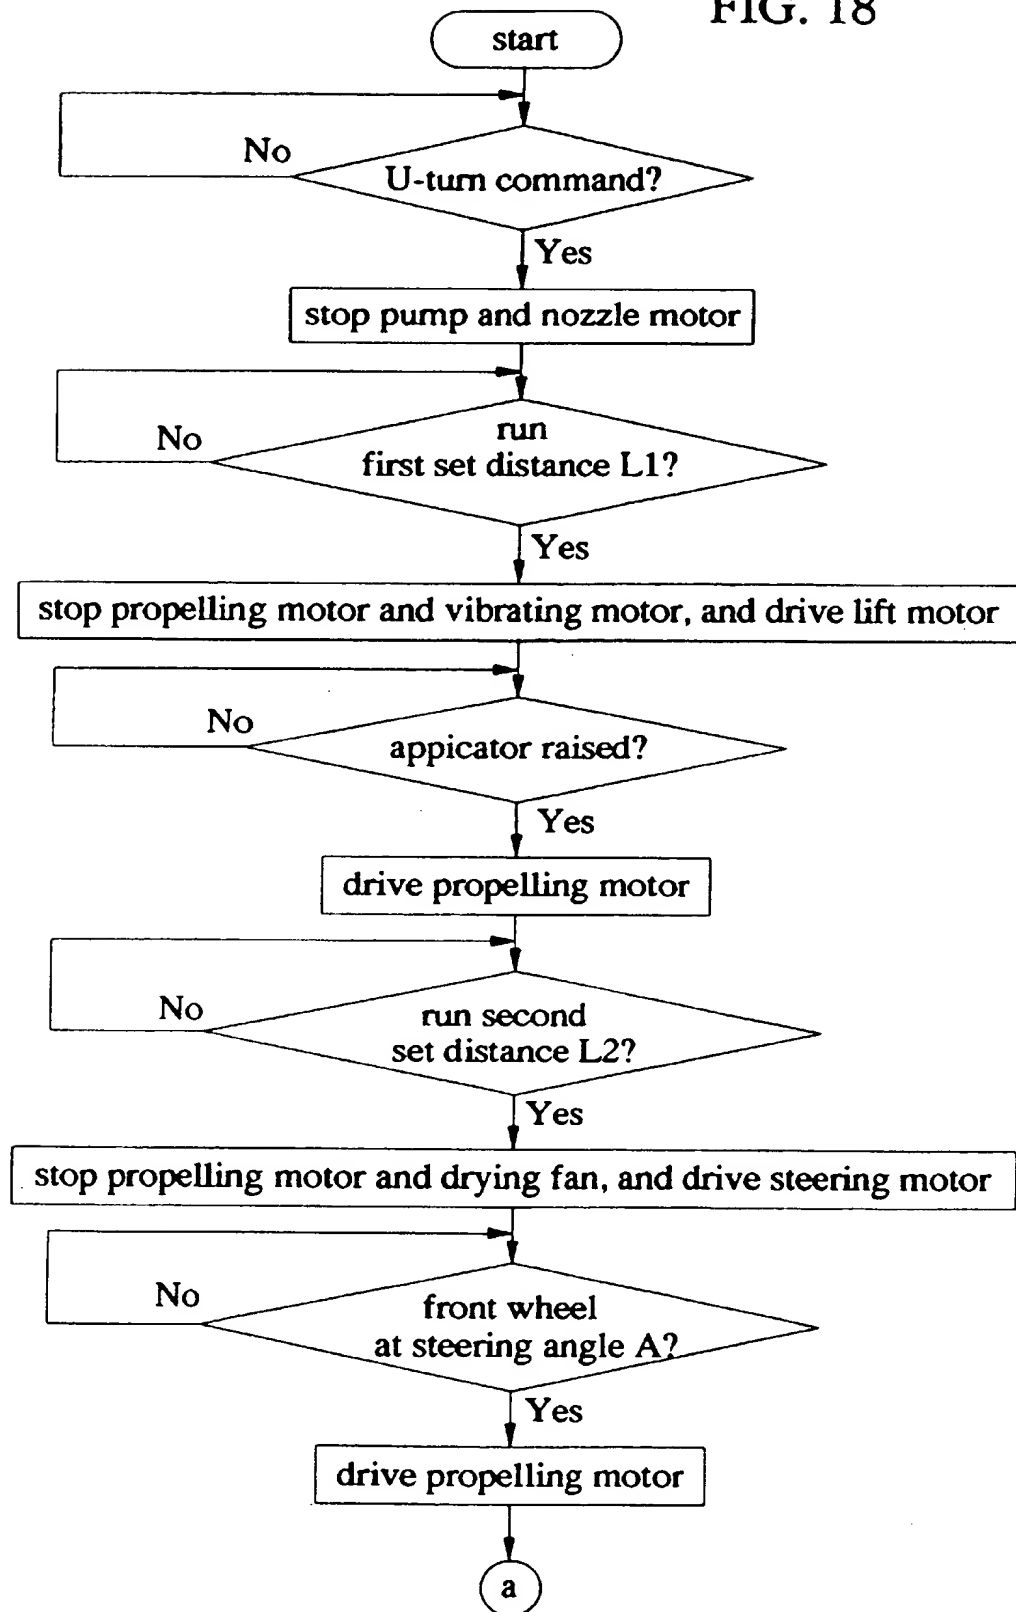 FIG. 18
start
No
U-turn command?
Yes
stop pump and nozzle motor
No
run
first set distance L1?
Yes
stop propelling motor and vibrating motor, and drive lift motor
No
appicator raised?
Yes
drive propelling motor
No
run second
set distance L2?
Yes
stop propelling motor and drying fan, and drive steering motor
No
front wheel
at steering angle A?
Yes
drive propelling motor
a